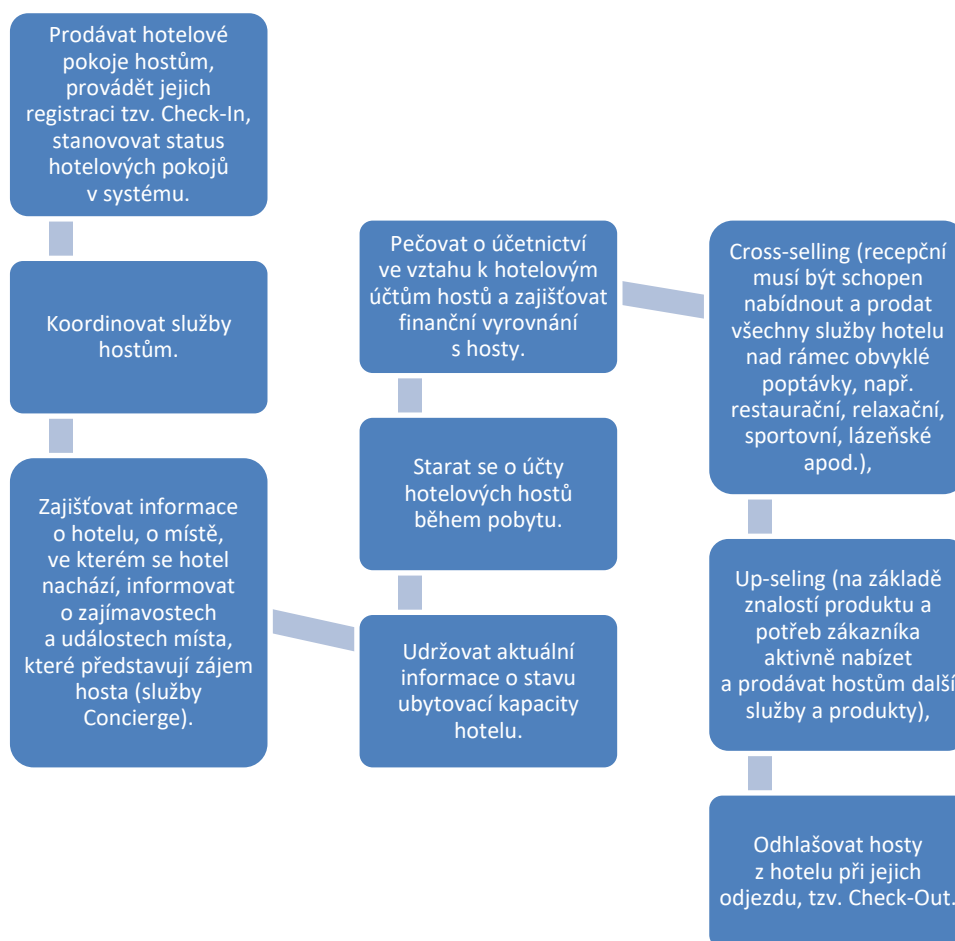 Prodávat hotelové
pokoje hostům,
provádět jejich
registraci tzv. Check-In,
stanovovat status
hotelových pokojů
v systému.
Koordinovat služby
hostům.
Zajišťovat informace
o hotelu, o místě,
ve kterém se hotel
nachází, informovat
o zajímavostech
a událostech místa,
které představují zájem
hosta (služby
Concierge).
Udržovat aktuální
informace o stavu
ubytovací kapacity
hotelu.
Starat se o účty
hotelových hostů
během pobytu.
Pečovat o účetnictví
ve vztahu k hotelovým
účtům hostů a zajišťovat
finanční vyrovnání
s hosty.
Cross-selling (recepční
musí být schopen
nabídnout a prodat
všechny služby hotelu
nad rámec obvyklé
poptávky, např.
restaurační, relaxační,
sportovní, lázeňské
apod.),
Up-seling (na základě
znalostí produktu a
potřeb zákazníka
aktivně nabízet
a prodávat hostům další
služby a produkty),
Odhlašovat hosty
z hotelu při jejich
odjezdu, tzv. Check-Out.